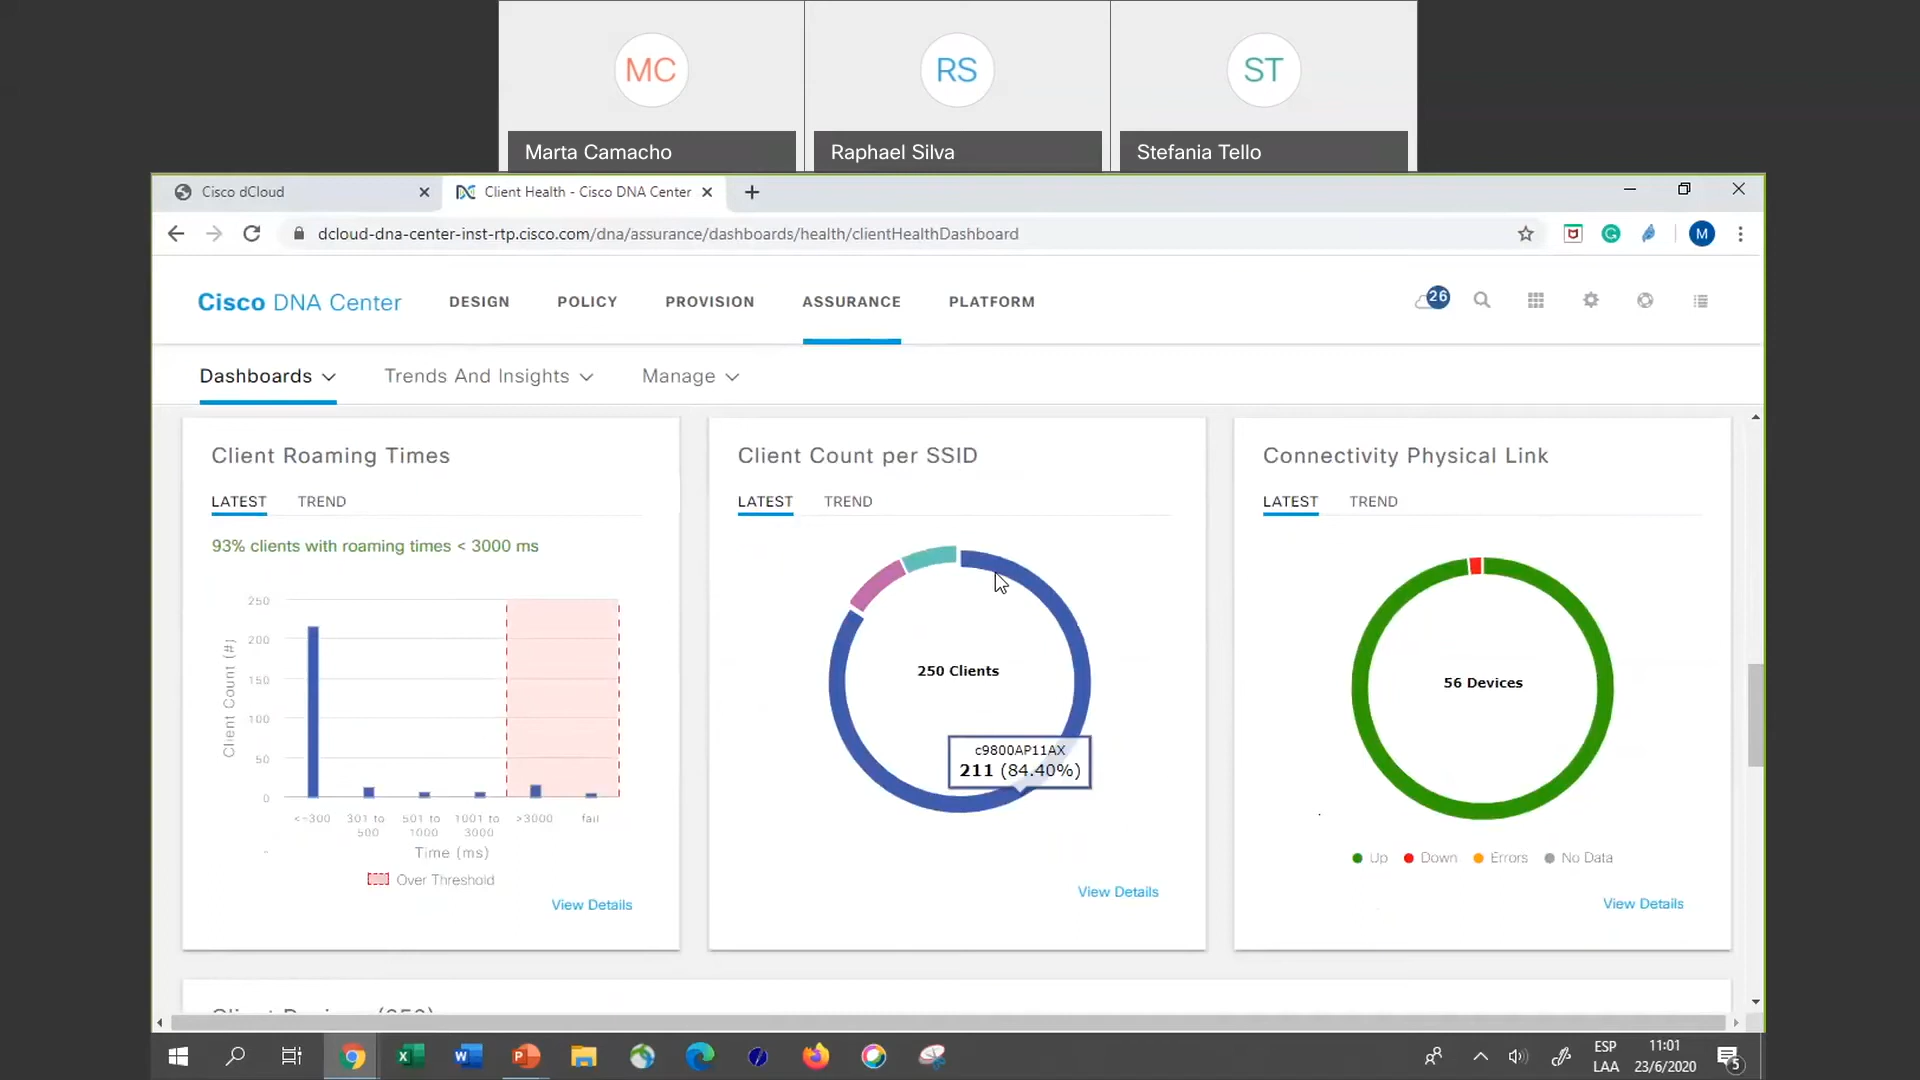 MC
RS
ST
Marta Camacho
Raphael Silva
Stefania Tello
Cisco dCloud
Client Health - Cisco DNA Center
dcloud-dna-center-inst-rtp.cisco.com/dna/assurance/dashboards/health/clientHealthDashboard
M
Cisco DNA Center
DESIGN
POLICY
PROVISION
ASSURANCE
PLATFORM
26
Dashboards
Trends And Insights
Manage
Client Roaming Times
LATEST
TREND
93% clients with roaming times < 3000 ms
250
200
150
100
50
0
Client Count (#)
<=300
301 to
500
501 to
1000
1001 to
3000
>3000
fail
Time (ms)
Over Threshold
View Details
Client Count per SSID
LATEST
TREND
250 Clients
c9800AP11AX
211 (84.40%)
View Details
Connectivity Physical Link
LATEST
TREND
56 Devices
Up
Down
Errors
No Data
View Details
ESP
LAA
11:01
23/6/2020
5